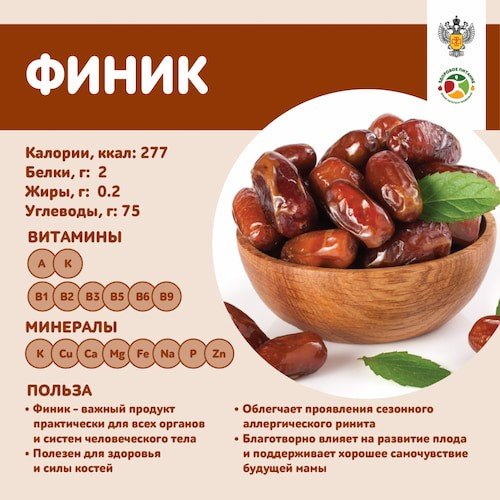 ФИНИК
ЗДОРОВОЕ ПИТАНИЕ
Калории, ккал: 277
Белки, г: 2
Жиры, г: 0.2
Углеводы, г: 75
ВИТАМИНЫ
A K
B1 B2 B3 B5 B6 B9
МИНЕРАЛЫ
K Cu Ca Mg Fe Na P Zn
ПОЛЬЗА
• Финик - важный продукт
практически для всех органов
и систем человеческого тела
• Полезен для здоровья
и силы костей
• Облегчает проявления сезонного
аллергического ринита
• Благотворно влияет на развитие плода
и поддерживает хорошее самочувствие
будущей мамы